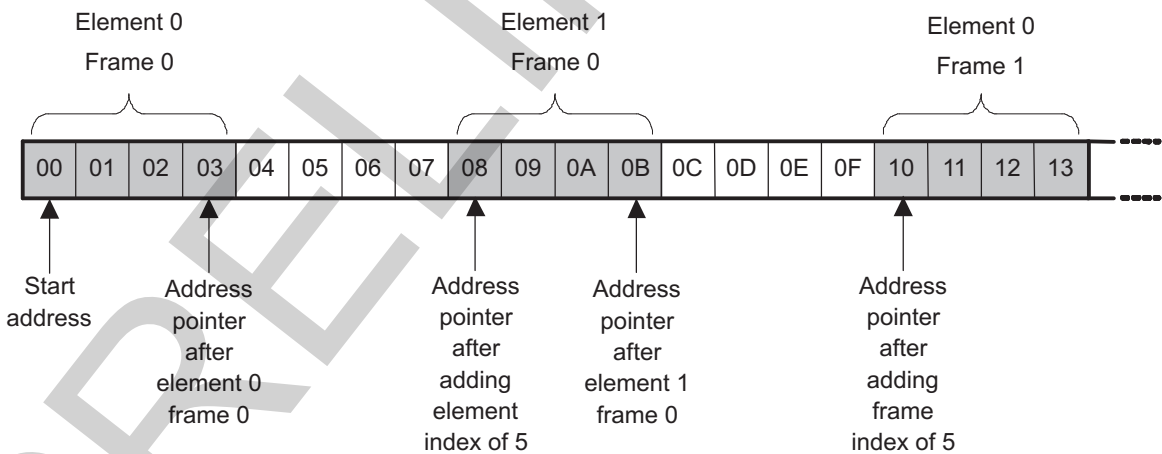 Element 0
Frame 0
Element 1
Frame 0
Element 0
Frame 1
00 01 02 03 04 05 06 07 08 09 0A 0B 0C 0D 0E 0F 10 11 12 13
Start
address
Address
pointer
after
element 0
frame 0
Address
pointer
after
adding
element
index of 5
Address
pointer
after
element 1
frame 0
Address
pointer
after
adding
frame
index of 5